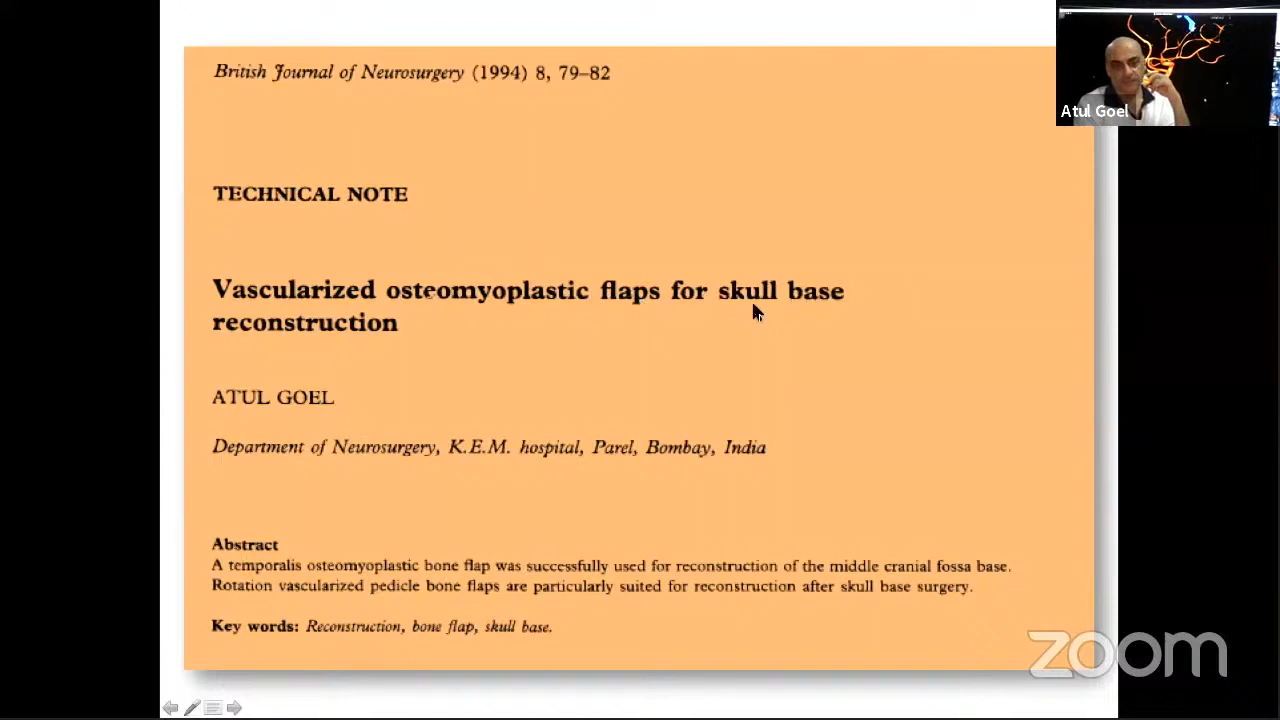 British Journal of Neurosurgery (1994) 8, 79–82
Atul Goel
TECHNICAL NOTE
Vascularized osteomyoplastic flaps for skull base
reconstruction
ATUL GOEL
Department of Neurosurgery, K.E.M. hospital, Parel, Bombay, India
Abstract
A temporalis osteomyoplastic bone flap was successfully used for reconstruction of the middle cranial fossa base.
Rotation vascularized pedicle bone flaps are particularly suited for reconstruction after skull base surgery.
Key words: Reconstruction, bone flap, skull base.
zoom